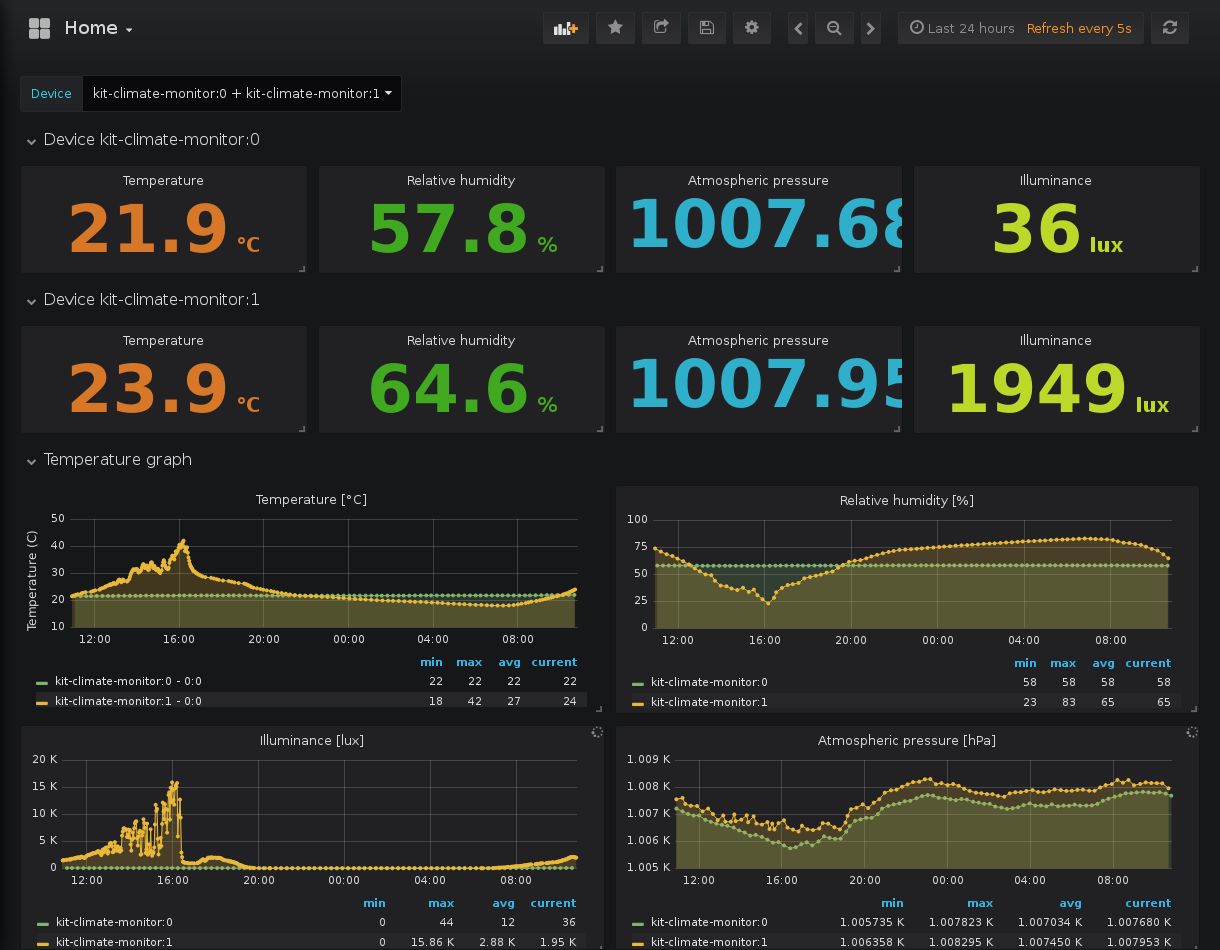 Home
Last 24 hours Refresh every 5s
Device kit-climate-monitor:0 + kit-climate-monitor:1
Device kit-climate-monitor:0
Temperature Relative humidity Atmospheric pressure Illuminance
21.9 °C 57.8 % 1007.68 36 lux
Device kit-climate-monitor:1
Temperature Relative humidity Atmospheric pressure Illuminance
23.9 °C 64.6 % 1007.95 1949 lux
Temperature graph
Temperature [°C]
Temperature (C)
50
40
30
20
10
12:00 16:00 20:00 00:00 04:00 08:00
min max avg current
kit-climate-monitor:0 - 0:0 22 22 22 22
kit-climate-monitor:1 - 0:0 18 42 27 24
Relative humidity [%]
100
75
50
25
0
12:00 16:00 20:00 00:00 04:00 08:00
min max avg current
kit-climate-monitor:0 58 58 58 58
kit-climate-monitor:1 23 83 65 65
Illuminance [lux]
20 K
15 K
10 K
5 K
0
12:00 16:00 20:00 00:00 04:00 08:00
min max avg current
kit-climate-monitor:0 0 44 12 36
kit-climate-monitor:1 0 15.86 K 2.88 K 1.95 K
Atmospheric pressure [hPa]
1.009 K
1.008 K
1.007 K
1.006 K
1.005 K
12:00 16:00 20:00 00:00 04:00 08:00
min max avg current
kit-climate-monitor:0 1.005735 K 1.007823 K 1.007034 K 1.007680 K
kit-climate-monitor:1 1.006358 K 1.008295 K 1.007450 K 1.007953 K